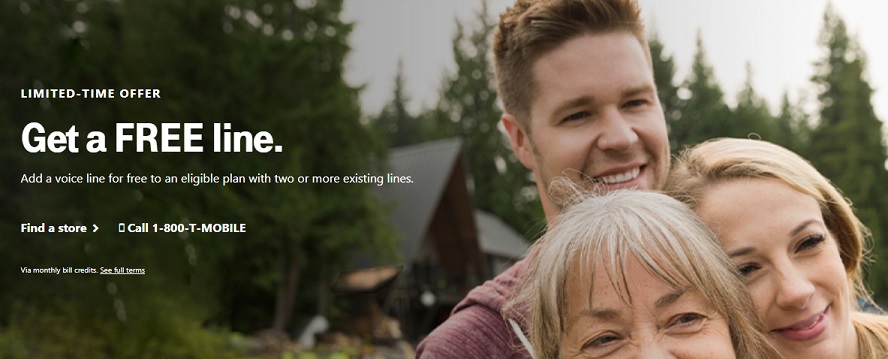 LIMITED-TIME OFFER
Get a FREE line.
Add a voice line for free to an eligible plan with two or more existing lines.
Find a store
Call 1-800-T-MOBILE
Via monthly bill credits. See full terms